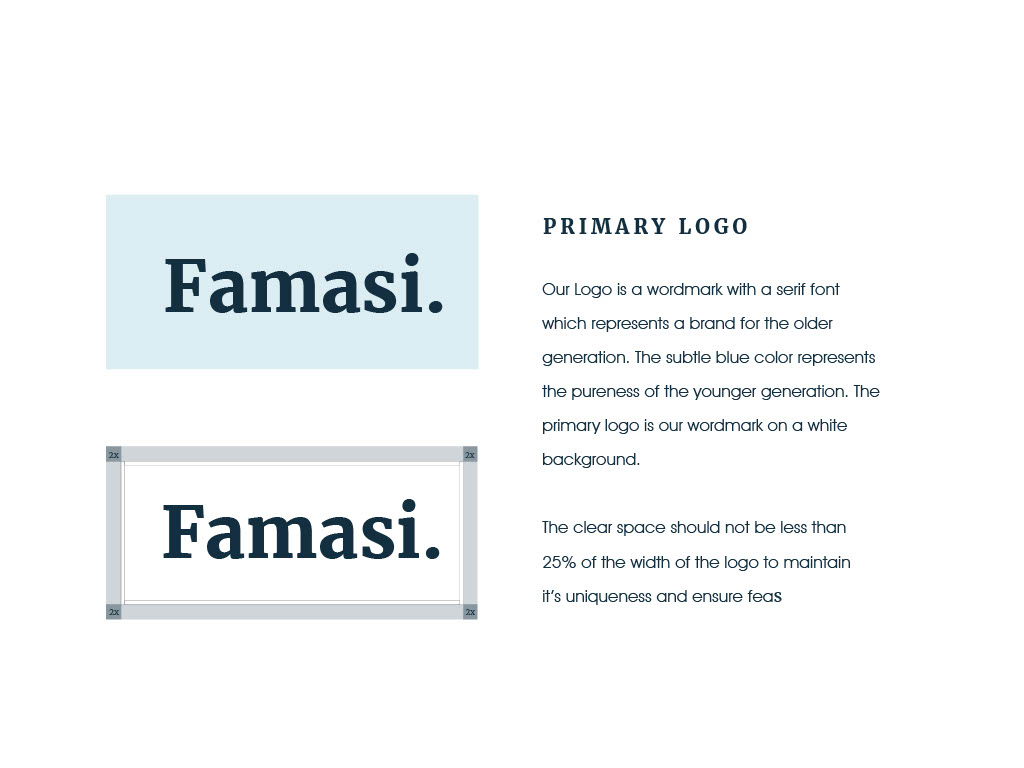 Famasi.
2x 2x
Famasi.
2x 2x
PRIMARY LOGO
Our Logo is a wordmark with a serif font
which represents a brand for the older
generation. The subtle blue color represents
the pureness of the younger generation. The
primary logo is our wordmark on a white
background.
The clear space should not be less than
25% of the width of the logo to maintain
it’s uniqueness and ensure feas